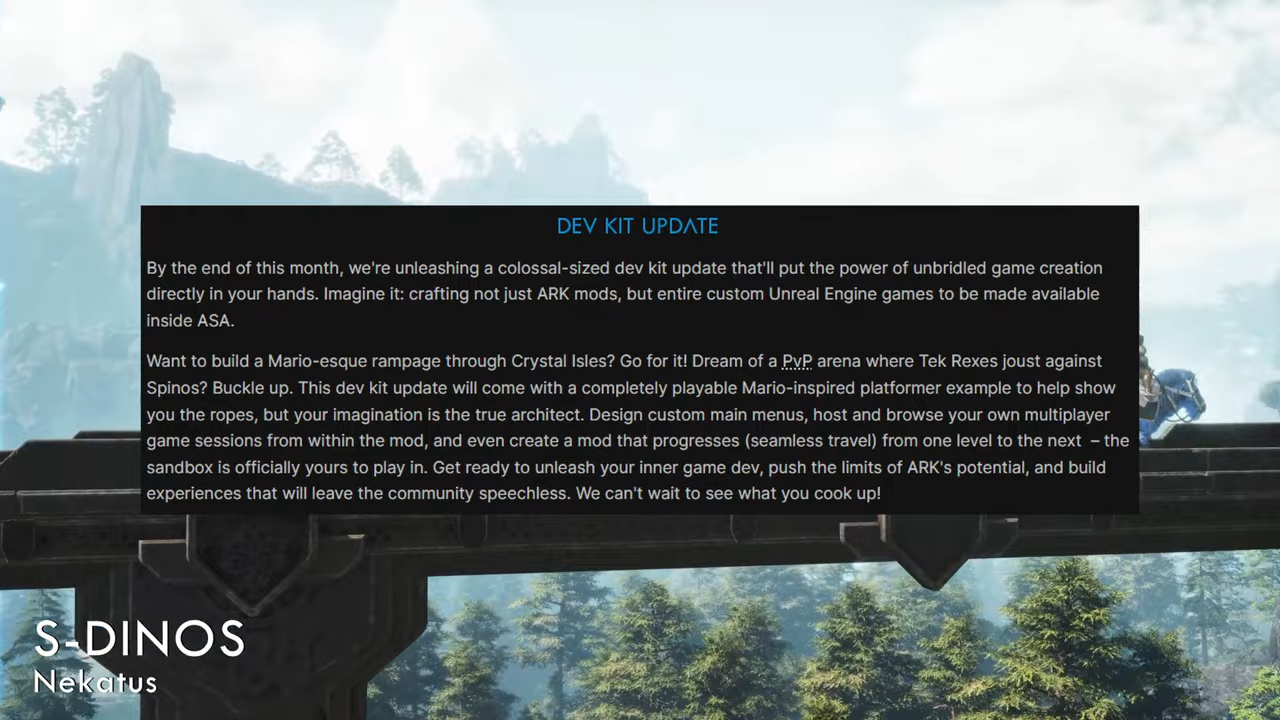 DEV KIT UPDATE
By the end of this month, we're unleashing a colossal-sized dev kit update that'll put the power of unbridled game creation
directly in your hands. Imagine it: crafting not just ARK mods, but entire custom Unreal Engine games to be made available
inside ASA.
Want to build a Mario-esque rampage through Crystal Isles? Go for it! Dream of a PvP arena where Tek Rexes joust against
Spinos? Buckle up. This dev kit update will come with a completely playable Mario-inspired platformer example to help show
you the ropes, but your imagination is the true architect. Design custom main menus, host and browse your own multiplayer
game sessions from within the mod, and even create a mod that progresses (seamless travel) from one level to the next – the
sandbox is officially yours to play in. Get ready to unleash your inner game dev, push the limits of ARK's potential, and build
experiences that will leave the community speechless. We can't wait to see what you cook up!
S-DINOS
Nekatus